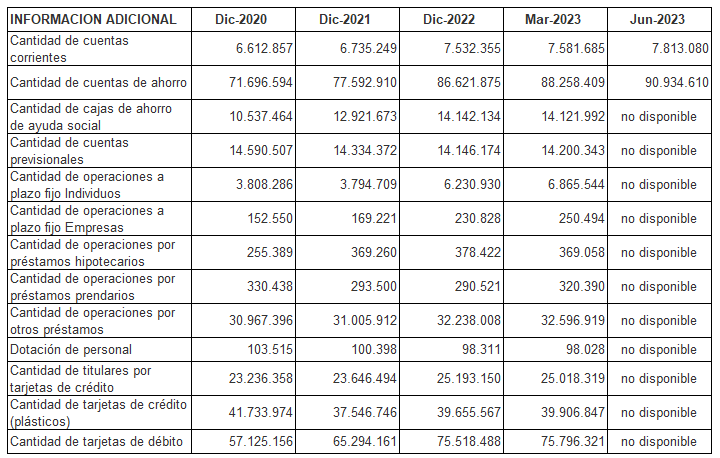 INFORMACION ADICIONAL Dic-2020 Dic-2021 Dic-2022 Mar-2023 Jun-2023
Cantidad de cuentas
corrientes 6.612.857 6.735.249 7.532.355 7.581.685 7.813.080
Cantidad de cuentas de ahorro 71.696.594 77.592.910 86.621.875 88.258.409 90.934.610
Cantidad de cajas de ahorro
de ayuda social 10.537.464 12.921.673 14.142.134 14.121.992 no disponible
Cantidad de cuentas
previsionales 14.590.507 14.334.372 14.146.174 14.200.343 no disponible
Cantidad de operaciones a
plazo fijo Individuos 3.808.286 3.794.709 6.230.930 6.865.544 no disponible
Cantidad de operaciones a
plazo fijo Empresas 152.550 169.221 230.828 250.494 no disponible
Cantidad de operaciones por
préstamos hipotecarios 255.389 369.260 378.422 369.058 no disponible
Cantidad de operaciones por
préstamos prendarios 330.438 293.500 290.521 320.390 no disponible
Cantidad de operaciones por
otros préstamos 30.967.396 31.005.912 32.238.008 32.596.919 no disponible
Dotación de personal 103.515 100.398 98.311 98.028 no disponible
Cantidad de titulares por
tarjetas de crédito 23.236.358 23.646.494 25.193.150 25.018.319 no disponible
Cantidad de tarjetas de crédito
(plásticos) 41.733.974 37.546.746 39.655.567 39.906.847 no disponible
Cantidad de tarjetas de débito 57.125.156 65.294.161 75.518.488 75.796.321 no disponible